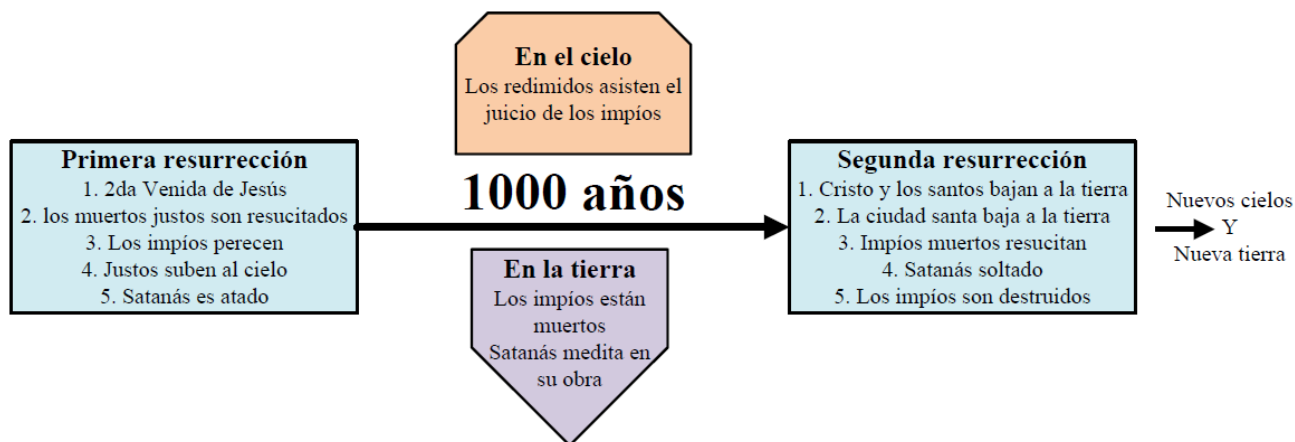 En el cielo
Los redimidos asisten el
juicio de los impíos
Primera resurrección
1. 2da Venida de Jesús
2. los muertos justos son resucitados
3. Los impíos perecen
4. Justos suben al cielo
5. Satanás es atado
1000 años
En la tierra
Los impíos están
muertos
Satanás medita en
su obra
Segunda resurrección
1. Cristo y los santos bajan a la tierra
2. La ciudad santa baja a la tierra
3. Impíos muertos resucitan
4. Satanás soltado
5. Los impíos son destruidos
Nuevos cielos
Y
Nueva tierra